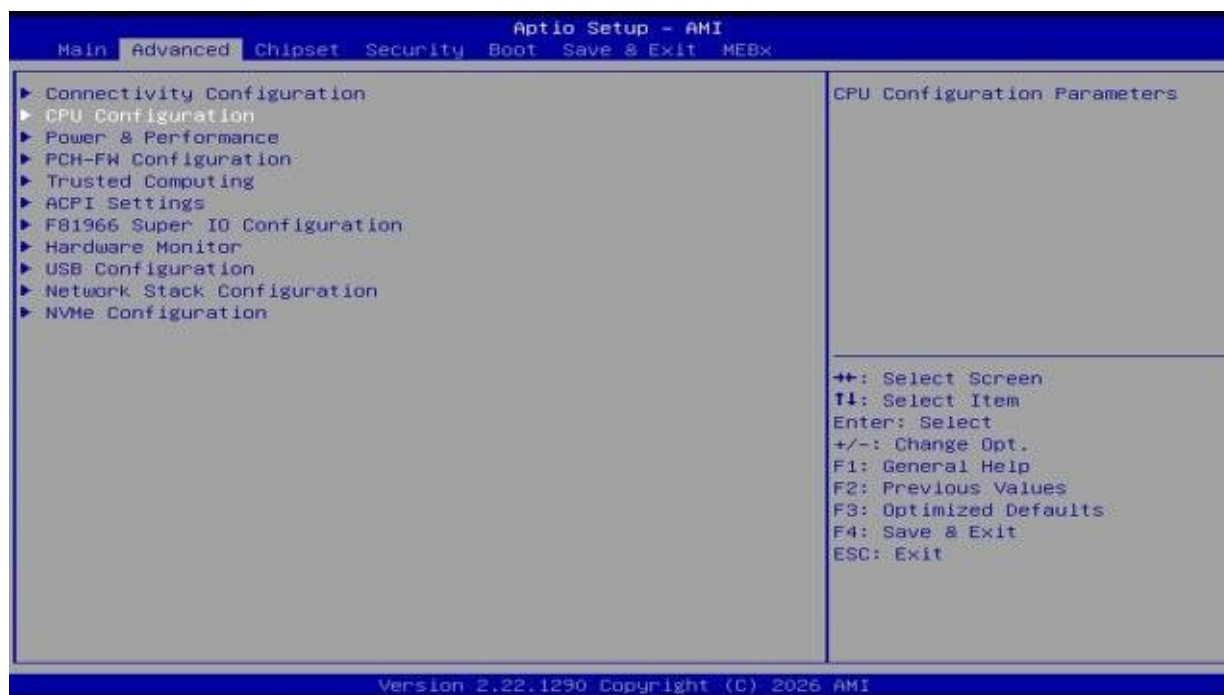 Aptio Setup - AMI
Main Advanced Chipset Security Boot Save & Exit MEBx
► Connectivity Configuration
► CPU Configuration
► Power & Performance
► PCH-FW Configuration
► Trusted Computing
► ACPI Settings
► F81966 Super IO Configuration
► Hardware Monitor
► USB Configuration
► Network Stack Configuration
► NVMe Configuration
CPU Configuration Parameters
→←: Select Screen
↑↓: Select Item
Enter: Select
+/-: Change Opt.
F1: General Help
F2: Previous Values
F3: Optimized Defaults
F4: Save & Exit
ESC: Exit
Version 2.22.1290 Copyright (C) 2026 AMI